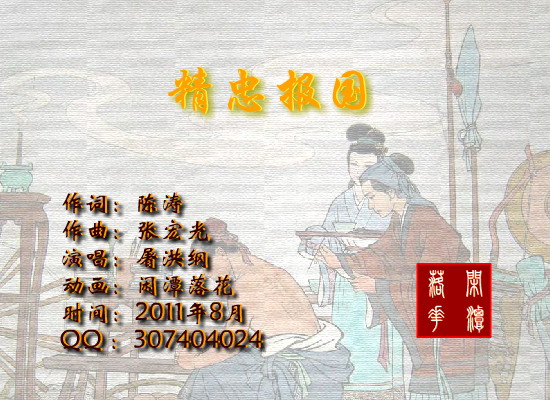 精忠报国
作词：陈涛
作曲：张宏光
演唱：屠洪纲
动画：闲潭落花
时间：2011年8月
QQ：307404024
閑潭
落花